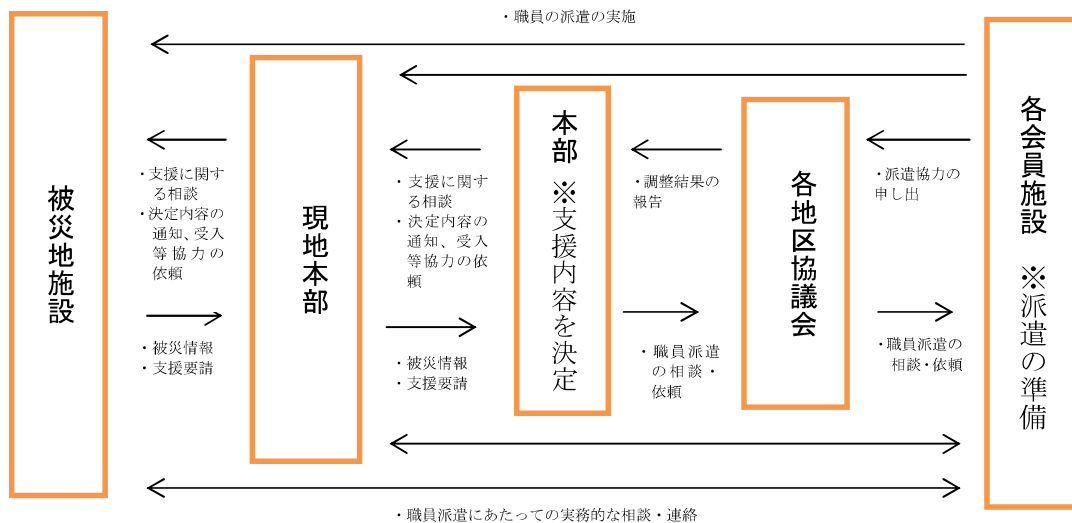 ・職員の派遣の実施
被災地施設
・支援に関す
る相談
・決定内容の
通知、受入
等協力の
依頼
・被災情報
・支援要請
現地本部
・支援に関す
る相談
・決定内容の
通知、受入
等協力の依
頼
・被災情報
・支援要請
本部 ※支援内容を決定
・調整結果の
報告
・職員派遣
の相談・
依頼
各地区協議会
・派遣協力の
申し出
・職員派遣の
相談・依頼
各会員施設 ※派遣の準備
・職員派遣にあたっての実務的な相談・連絡